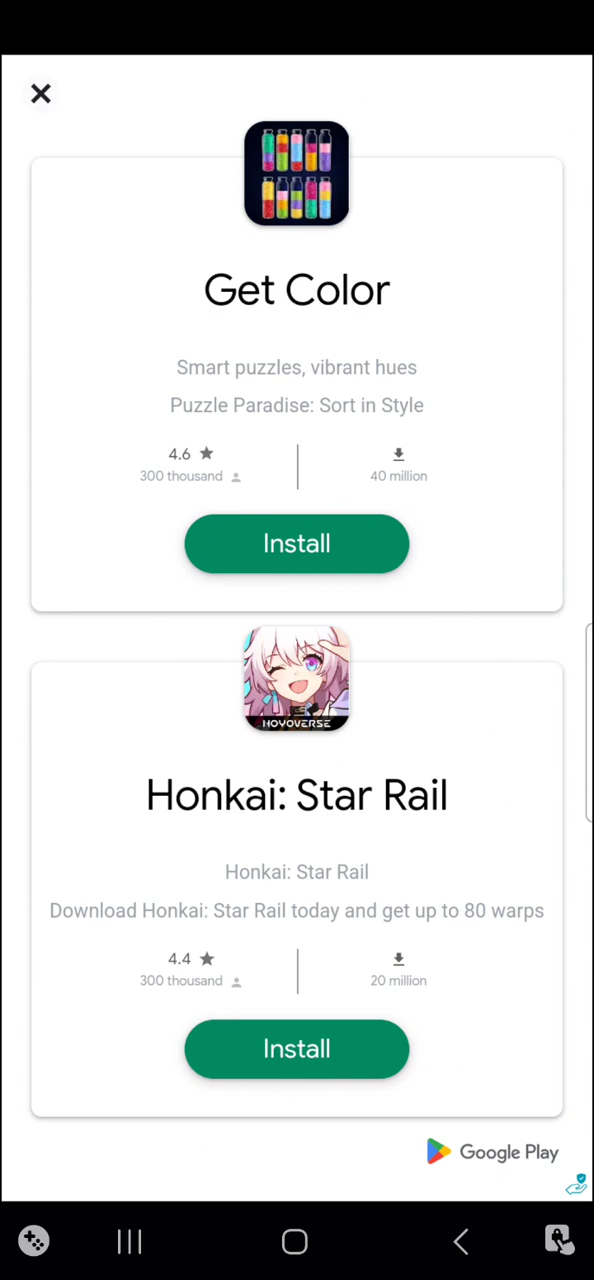 Get Color
Smart puzzles, vibrant hues
Puzzle Paradise: Sort in Style
4.6 ★
300 thousand
40 million
Install
HOYOVERSE
Honkai: Star Rail
Honkai: Star Rail
Download Honkai: Star Rail today and get up to 80 warps
4.4 ★
300 thousand
20 million
Install
Google Play